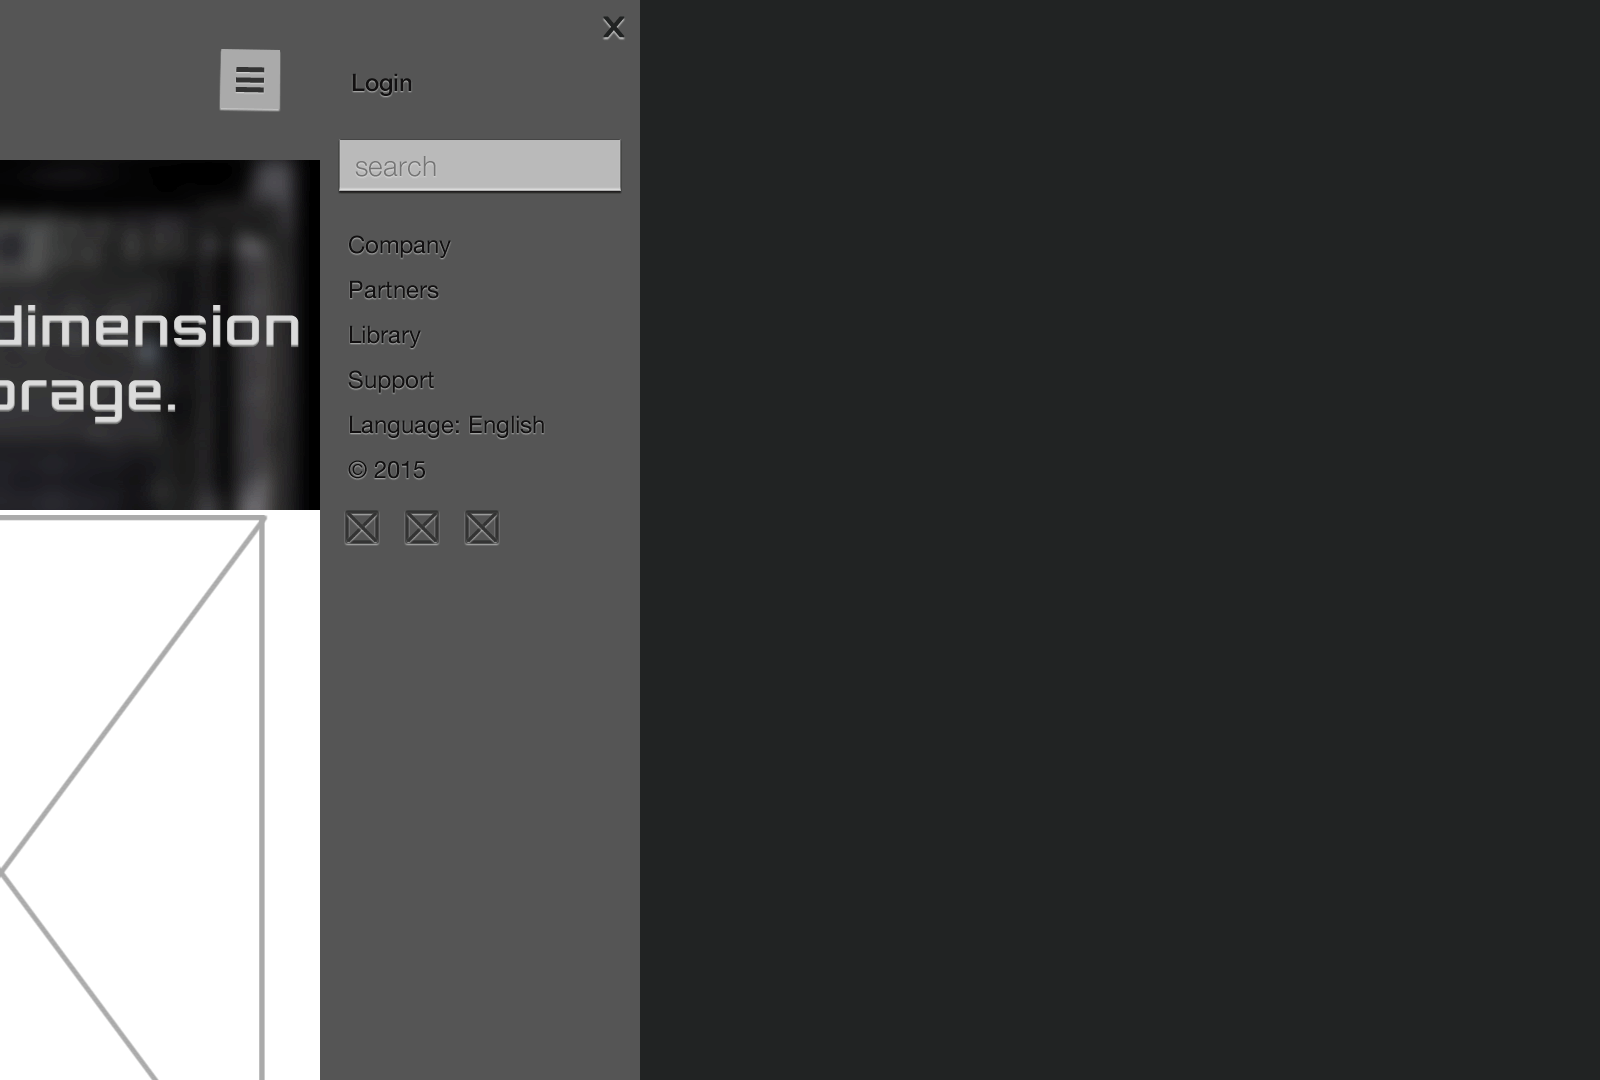 X
Login
search
dimension
orage.
Company
Partners
Library
Support
Language: English
© 2015